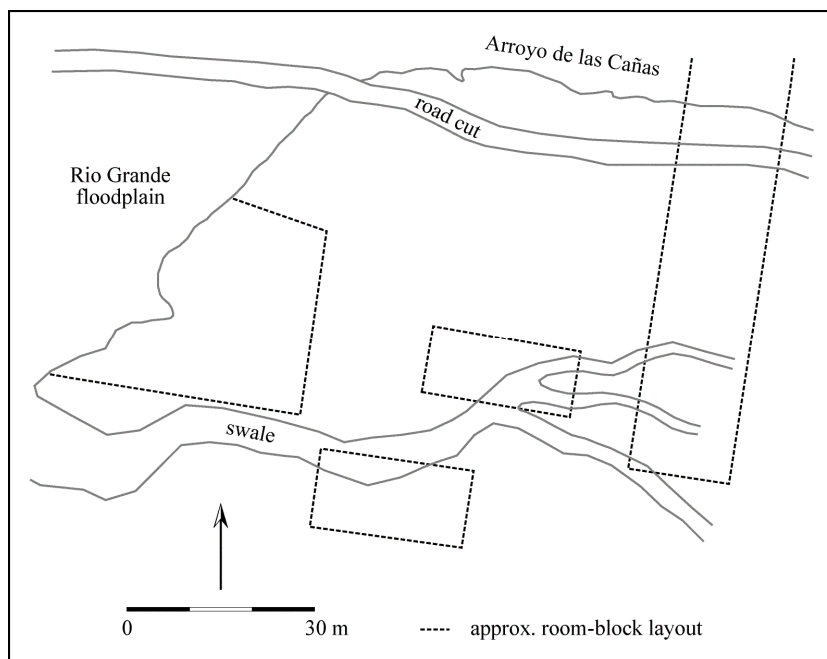 Arroyo de las Cañas
road cut
Rio Grande
floodplain
swale
0 30 m
approx. room-block layout